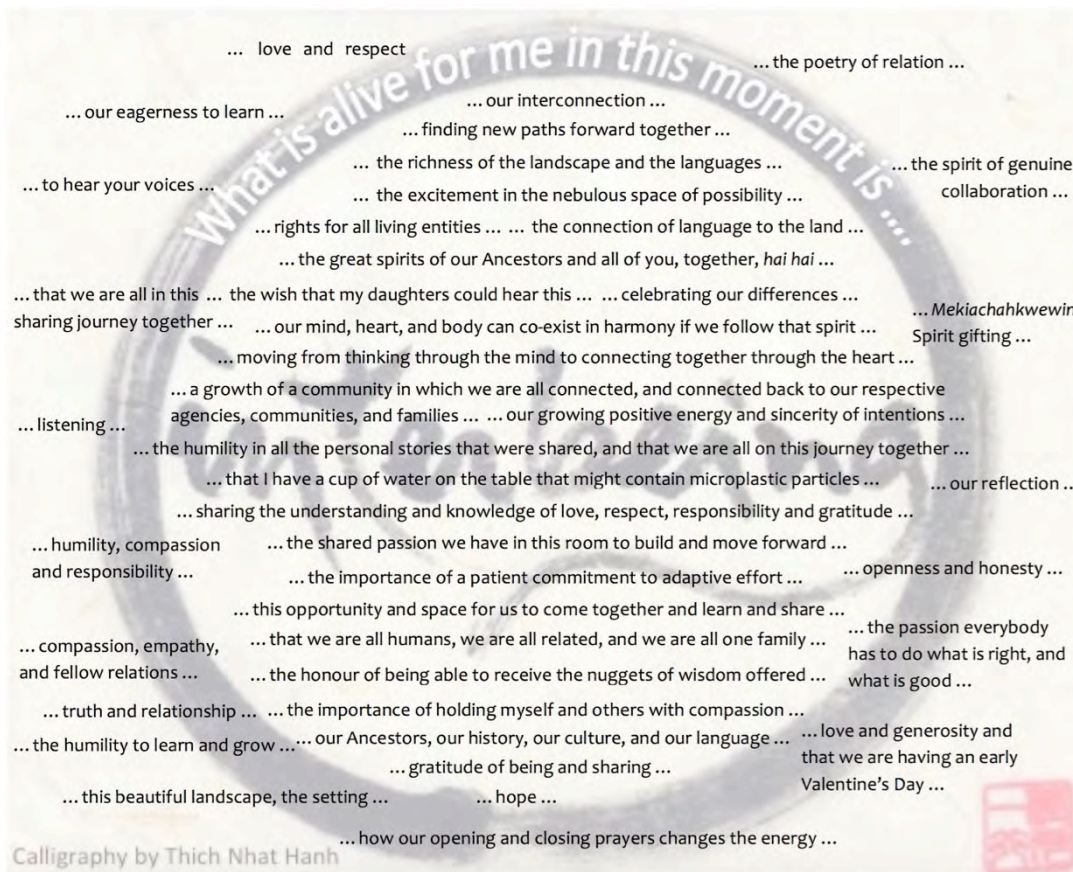 What is alive for me in this moment is ....
... love and respect
... the poetry of relation ...
... our eagerness to learn ...
... our interconnection ...
... finding new paths forward together ...
... the richness of the landscape and the languages ...
... the spirit of genuine
collaboration ...
... to hear your voices ...
... the excitement in the nebulous space of possibility ...
... rights for all living entities ... ... the connection of language to the land ...
... the great spirits of our Ancestors and all of you, together, hai hai ...
... that we are all in this
sharing journey together ...
... the wish that my daughters could hear this ... ... celebrating our differences ...
... Mekiachahkwewin
Spirit gifting ...
... our mind, heart, and body can co-exist in harmony if we follow that spirit ...
... moving from thinking through the mind to connecting together through the heart ...
... a growth of a community in which we are all connected, and connected back to our respective
agencies, communities, and families ... ... our growing positive energy and sincerity of intentions ...
... listening ...
... the humility in all the personal stories that were shared, and that we are all on this journey together ...
... that I have a cup of water on the table that might contain microplastic particles ...
... our reflection ..
... sharing the understanding and knowledge of love, respect, responsibility and gratitude ...
... humility, compassion
and responsibility ...
... the shared passion we have in this room to build and move forward ...
... the importance of a patient commitment to adaptive effort ...
... openness and honesty ...
... this opportunity and space for us to come together and learn and share ...
... compassion, empathy,
and fellow relations ...
... that we are all humans, we are all related, and we are all one family ...
... the passion everybody
has to do what is right, and
what is good ...
... the honour of being able to receive the nuggets of wisdom offered ...
... truth and relationship ...
... the importance of holding myself and others with compassion ...
... the humility to learn and grow ...
... our Ancestors, our history, our culture, and our language ...
... love and generosity and
that we are having an early
Valentine's Day ...
... gratitude of being and sharing ...
... this beautiful landscape, the setting ...
... hope ...
... how our opening and closing prayers changes the energy ...
interbeing
Calligraphy by Thich Nhat Hanh